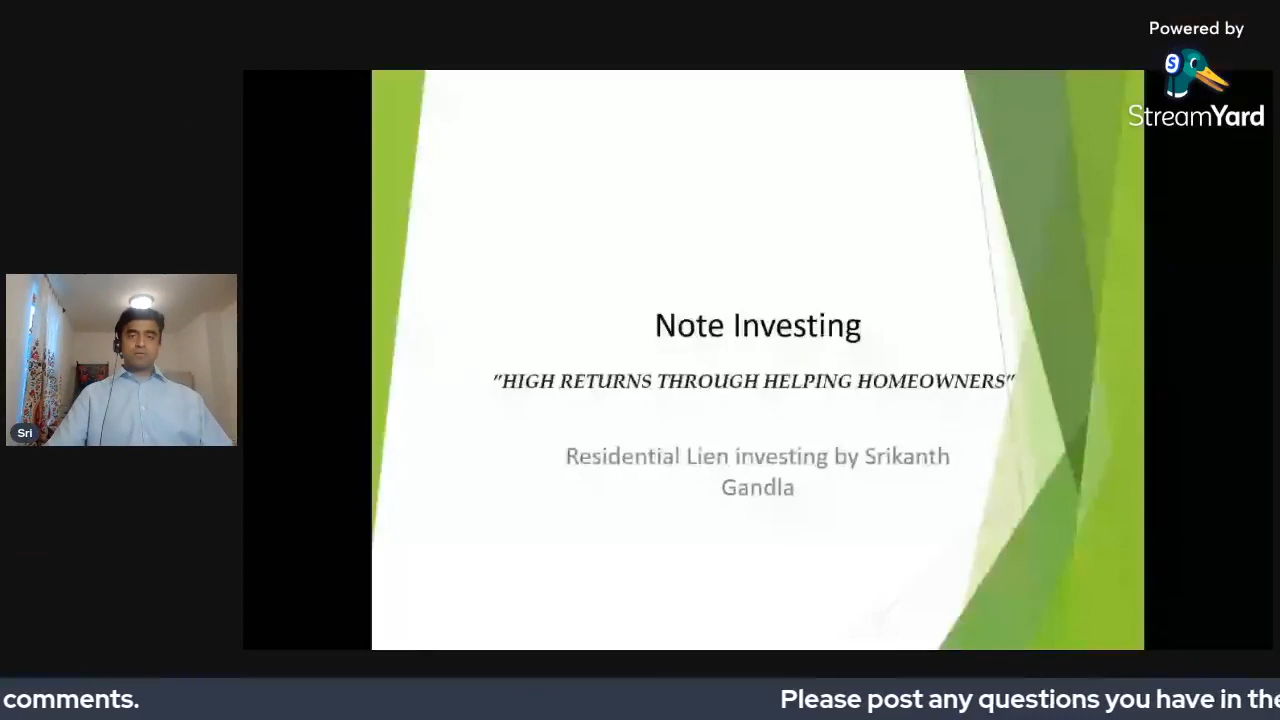 Powered by
S
StreamYard
Note Investing
"HIGH RETURNS THROUGH HELPING HOMEOWNERS"
Residential Lien investing by Srikanth
Gandla
Sri
comments.
Please post any questions you have in the